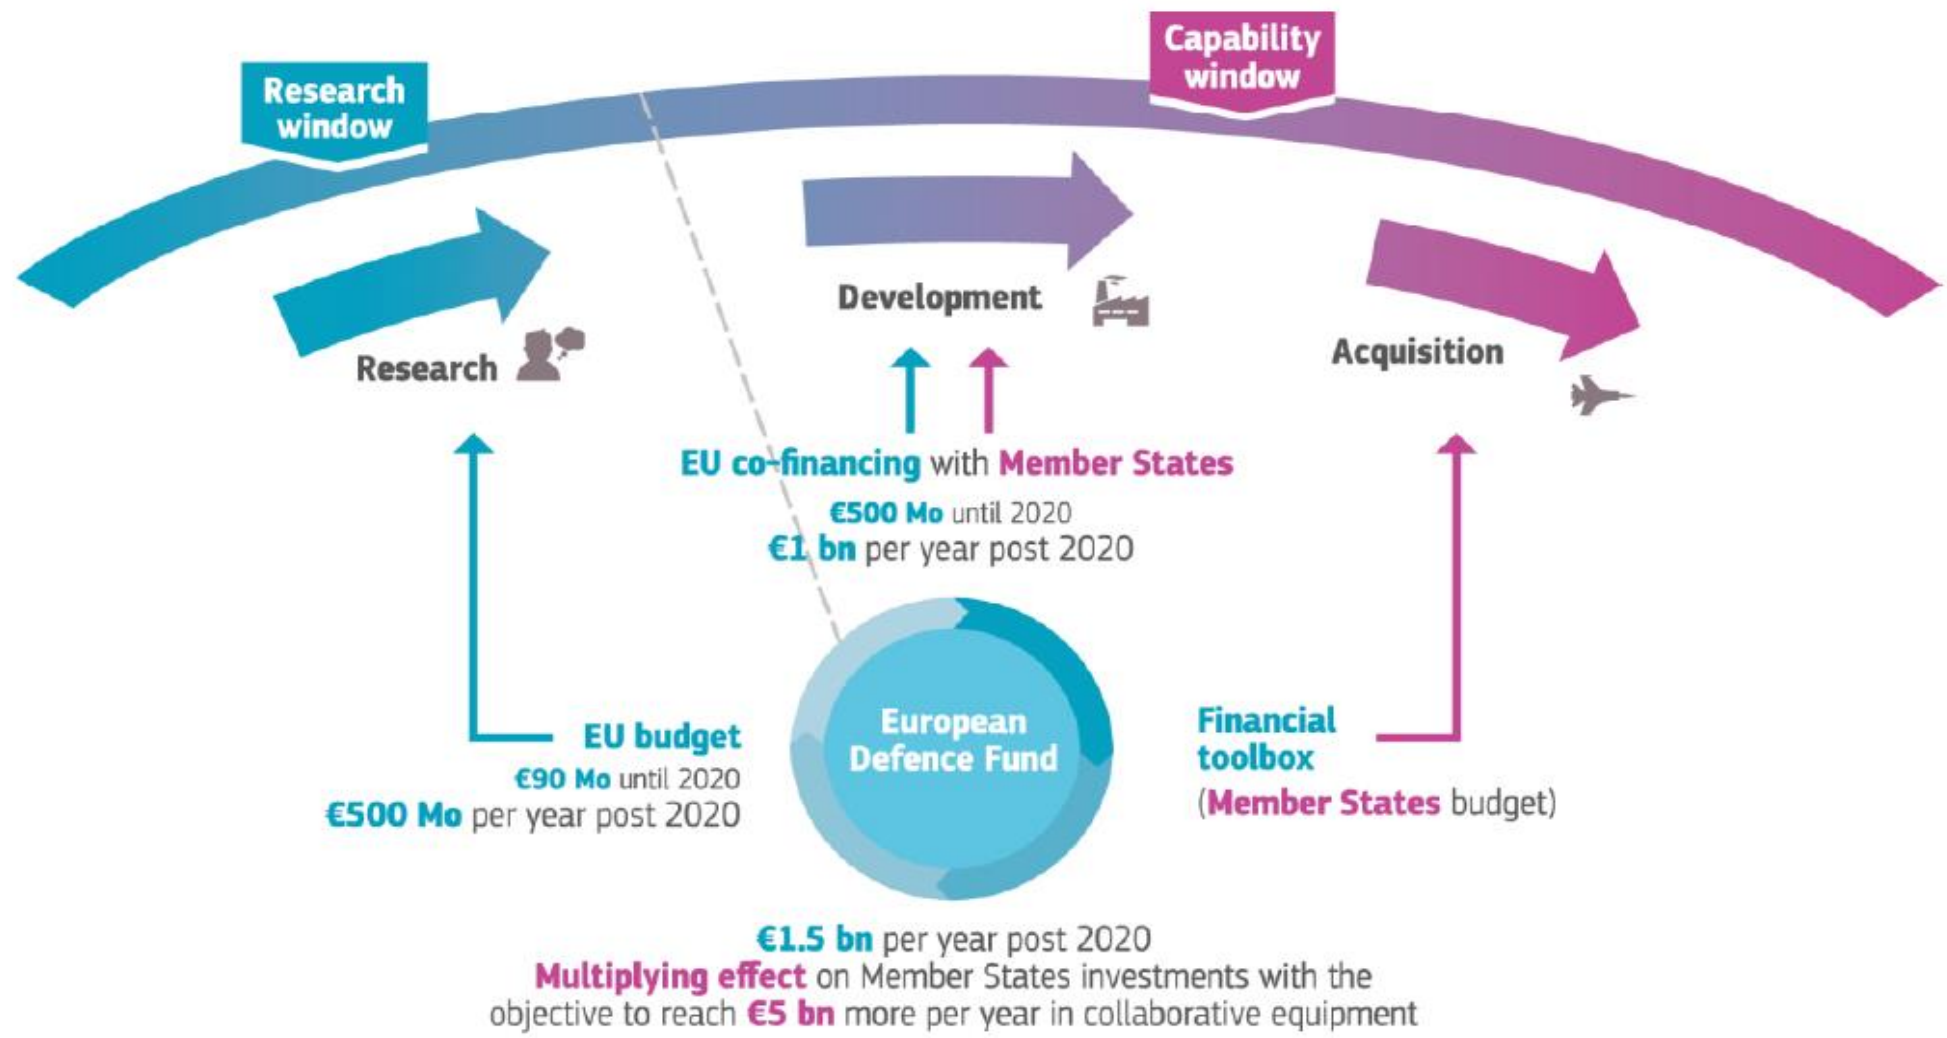 Research
window
Capability
window
Research
Development
Acquisition
EU co-financing with Member States
€500 Mo until 2020
€1 bn per year post 2020
EU budget
€90 Mo until 2020
€500 Mo per year post 2020
European
Defence Fund
Financial
toolbox
(Member States budget)
€1.5 bn per year post 2020
Multiplying effect on Member States investments with the
objective to reach €5 bn more per year in collaborative equipment